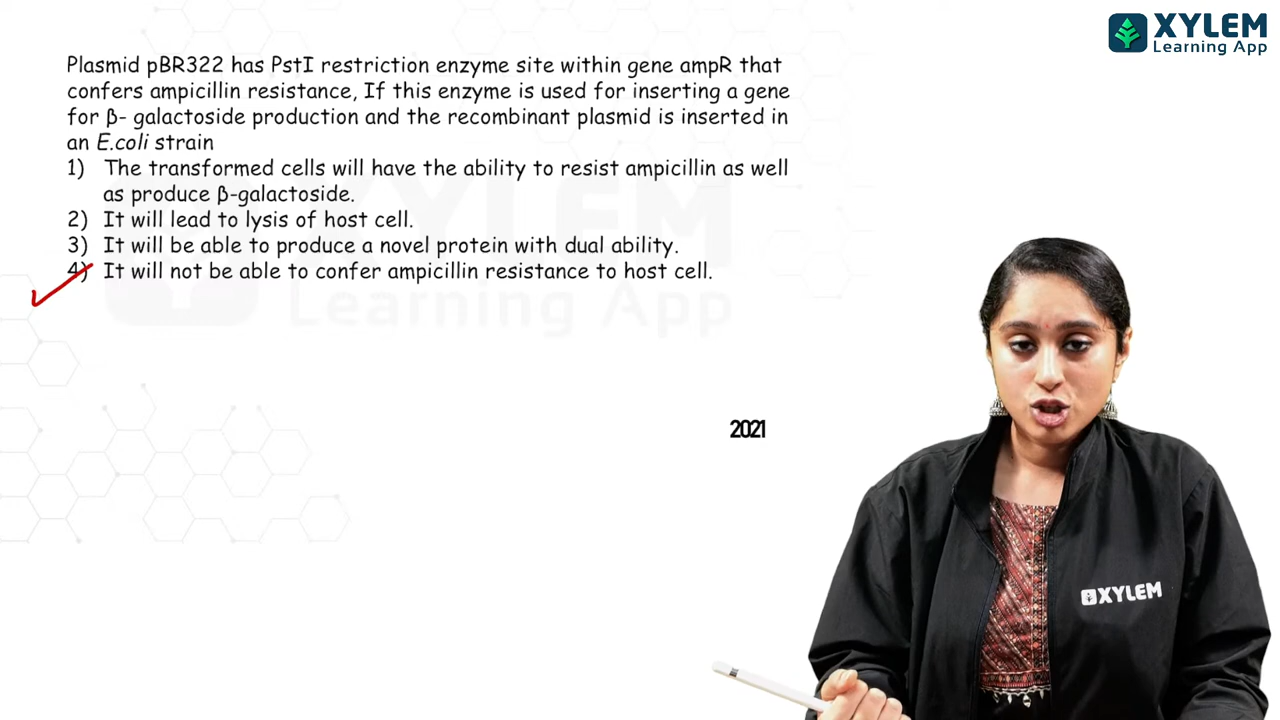 XYLEM
Learning App
Plasmid pBR322 has PstI restriction enzyme site within gene ampR that
confers ampicillin resistance, If this enzyme is used for inserting a gene
for β- galactoside production and the recombinant plasmid is inserted in
an E.coli strain
1) The transformed cells will have the ability to resist ampicillin as well
as produce β-galactoside.
2) It will lead to lysis of host cell.
3) It will be able to produce a novel protein with dual ability.
4) It will not be able to confer ampicillin resistance to host cell.
XYLEM
Learning App
2021
XYLEM